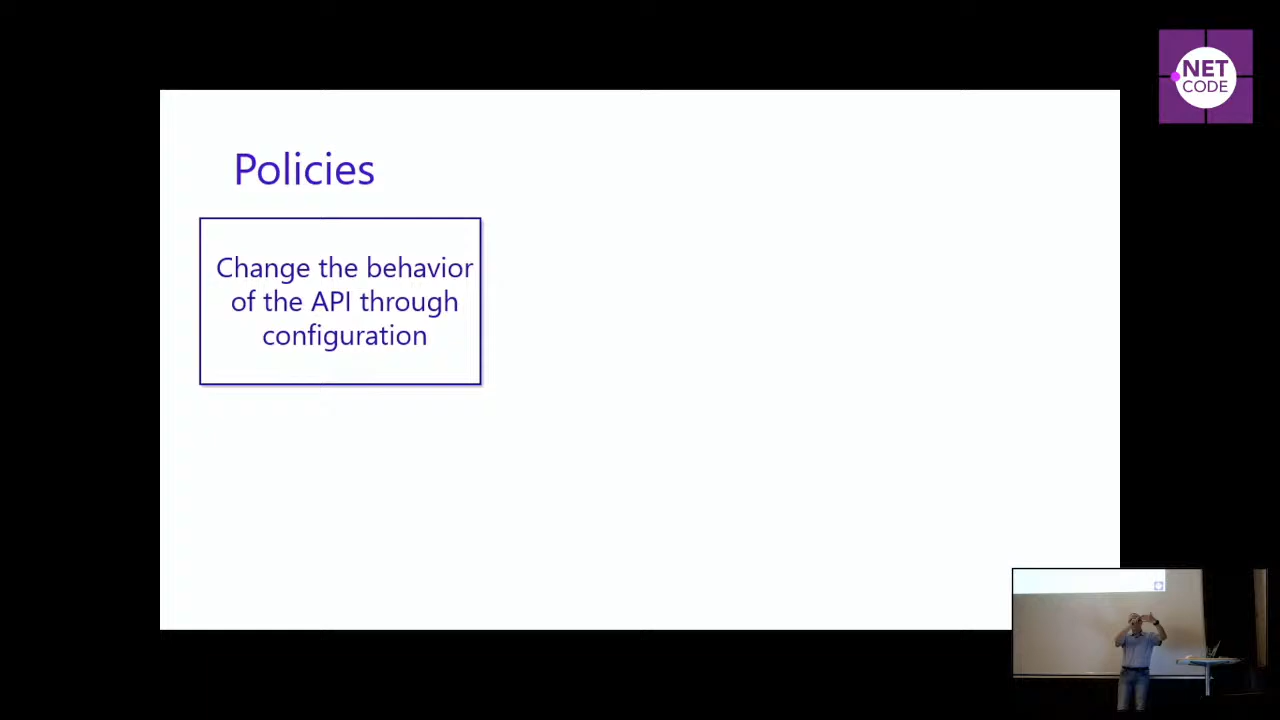 NET
CODE
Policies
Change the behavior
of the API through
configuration